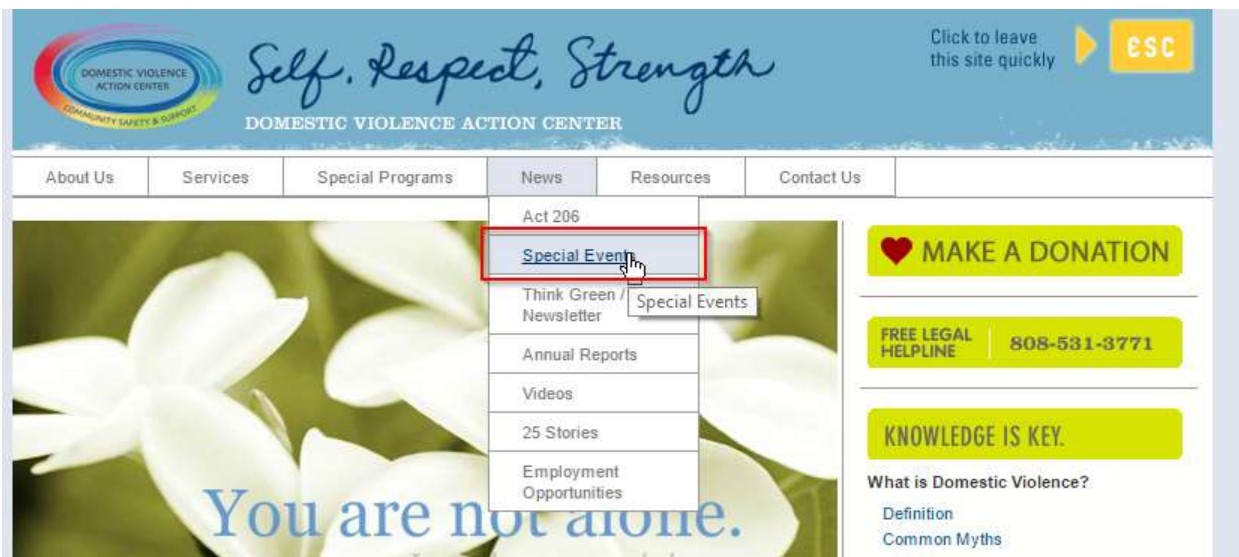 DOMESTIC VIOLENCE
ACTION CENTER
COMMUNITY SAFETY & SUPPORT
Self. Respect, Strength
DOMESTIC VIOLENCE ACTION CENTER
Click to leave
this site quickly
esc
About Us
Services
Special Programs
News
Resources
Contact Us
Act 206
Special Events
Think Green /
Newsletter
Special Events
Annual Reports
Videos
25 Stories
Employment
Opportunities
You are not alone.
MAKE A DONATION
FREE LEGAL
HELPLINE
808-531-3771
KNOWLEDGE IS KEY.
What is Domestic Violence?
Definition
Common Myths